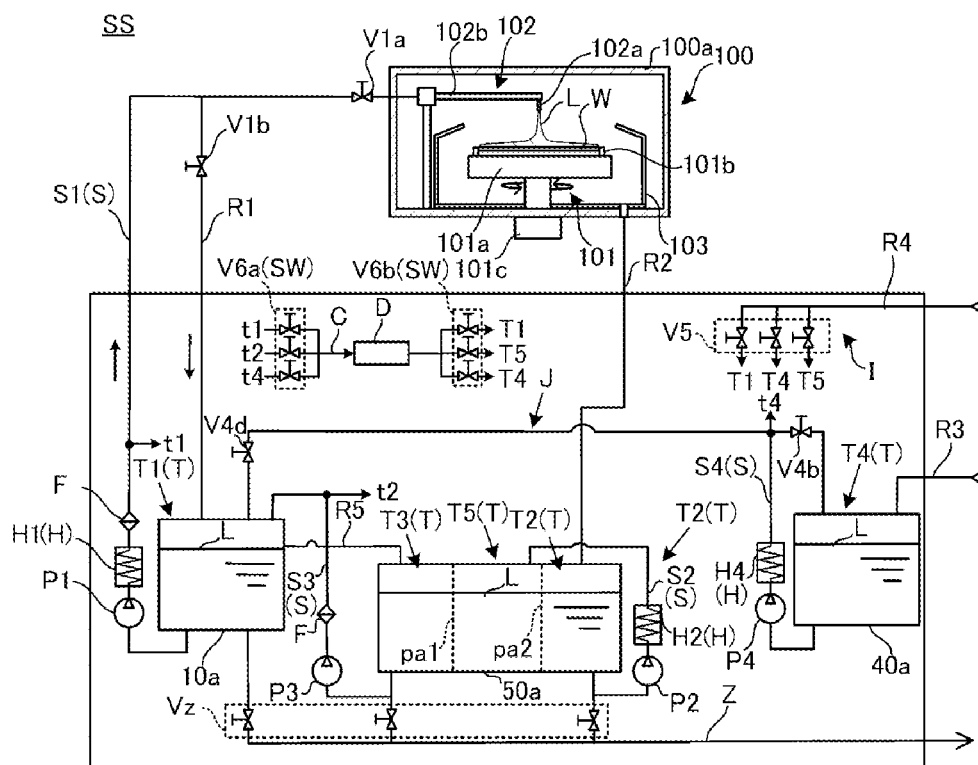 SS
102b 102 102a 100a
V1a
100
L W
V1b
101b
S1(S)
R1
101a
101c
101
103
R2
R4
V6a(SW)
V6b(SW)
C
D
t1
t2
t4
T1
T5
T4
V5
I
T1 T4 T5
t4
J
V4d
V4b
R3
t1
T1(T)
t2
S4(S)
T4(T)
F
R5
T3(T)
T5(T)
T2(T)
T2(T)
H1(H)
L
L
L
S3
(S)
S2
(S)
H4
(H)
P1
F
H2(H)
pa1
pa2
P4
10a
P3
50a
P2
40a
Vz
Z